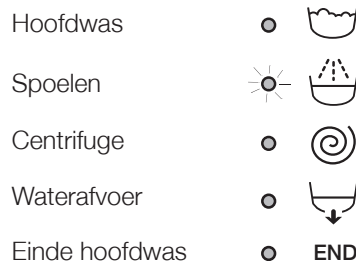 Hoofdwas
Spoelen
Centrifuge
Waterafvoer
Einde hoofdwas END